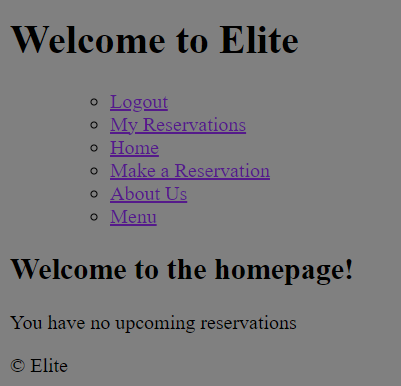 Welcome to Elite
Logout
My Reservations
Home
Make a Reservation
About Us
Menu
Welcome to the homepage!
You have no upcoming reservations
© Elite